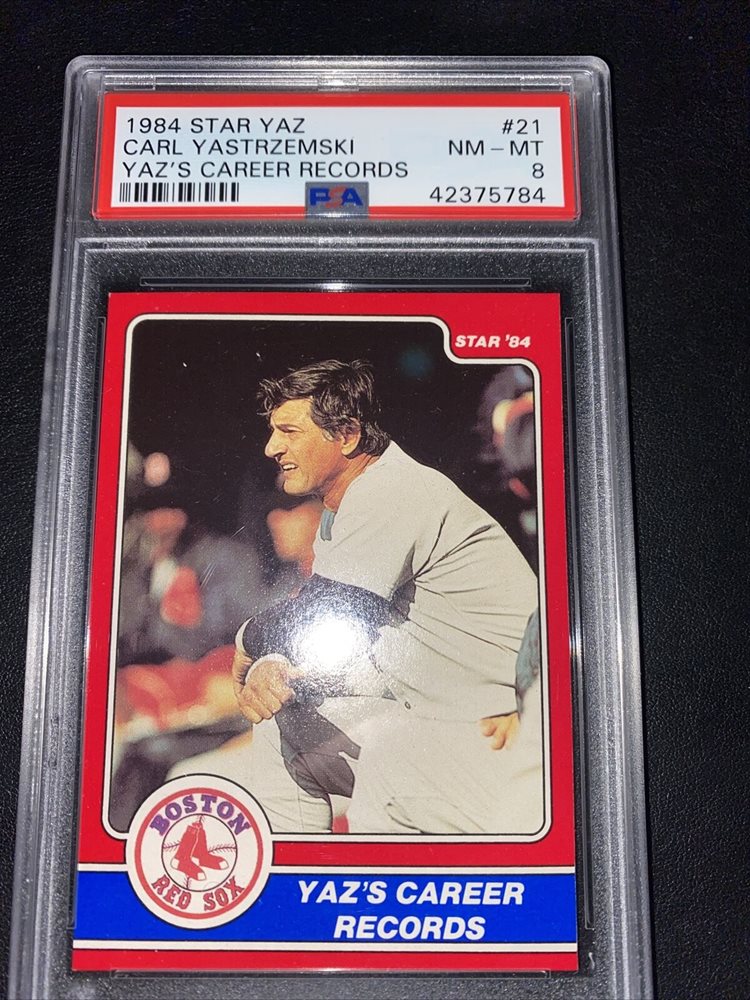 1984 STAR YAZ #21
CARL YASTRZEMSKI NM - MT
YAZ'S CAREER RECORDS 8
PSA 42375784
STAR '84
BOSTON
RED SOX
YAZ'S CAREER
RECORDS